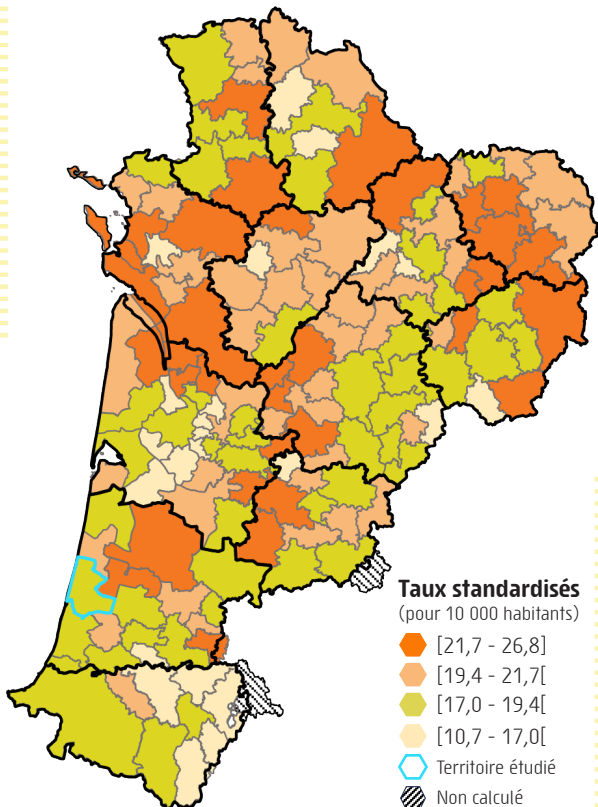 Taux standardisés
(pour 10 000 habitants)
[21,7 - 26,8]
[19,4 - 21,7[
[17,0 - 19,4[
[10,7 - 17,0[
Territoire étudié
Non calculé